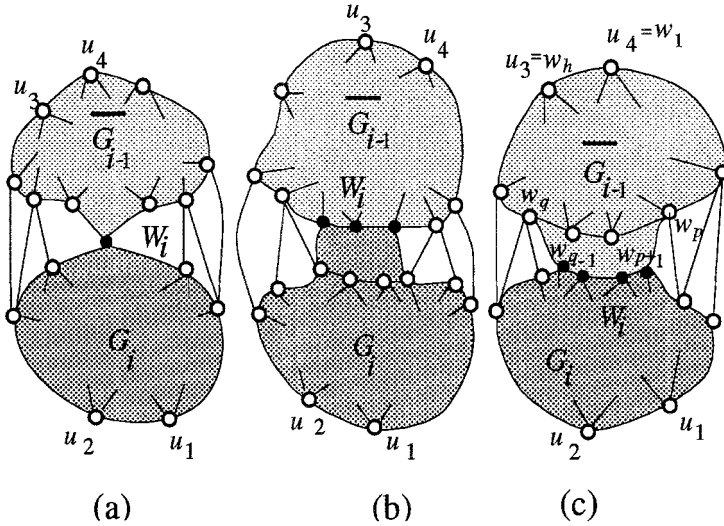 u4
u3
G̅i-1
Wi
Gi
u2
u1
(a)
u3
u4
G̅i-1
Wi
Gi
u2
u1
(b)
u3=wh
u4=w1
G̅i-1
wq
wp
wq-1
wp+1
Wi
Gi
u1
u2
(c)